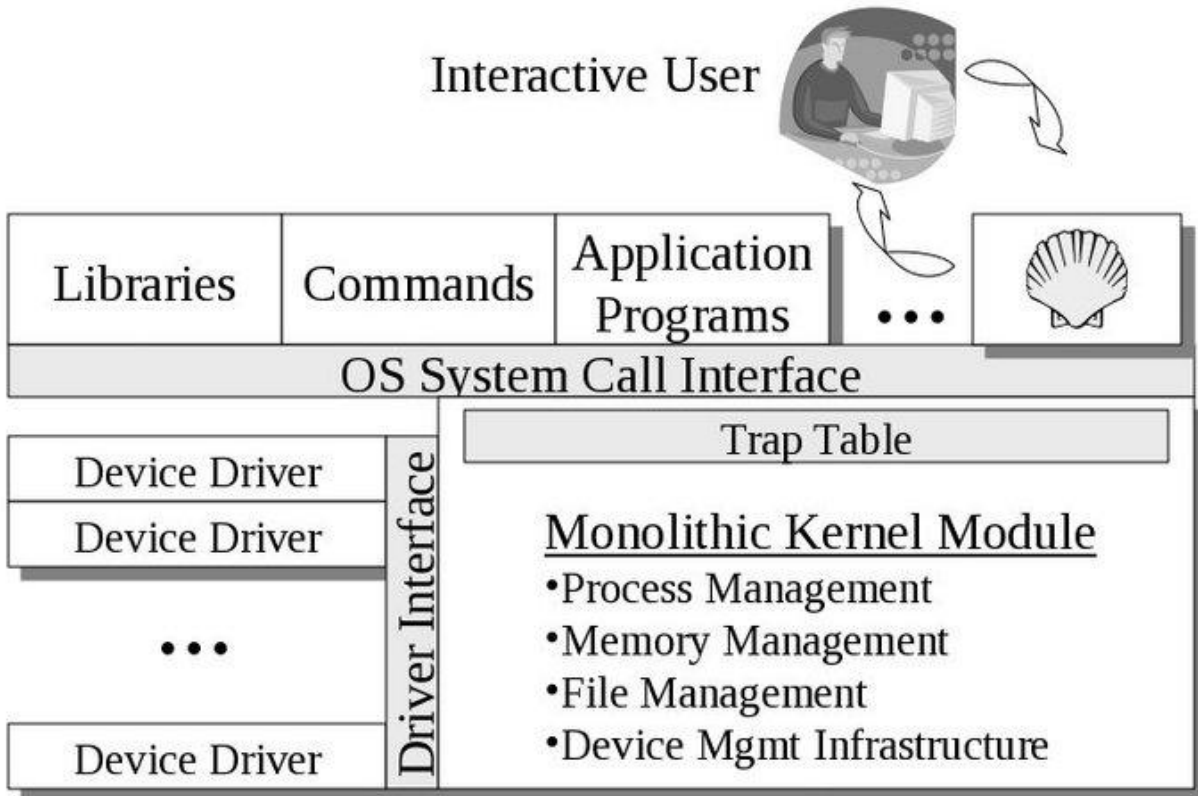 Interactive User
Libraries
Commands
Application
Programs
...
OS System Call Interface
Trap Table
Device Driver
Device Driver
...
Device Driver
Driver Interface
Monolithic Kernel Module
•Process Management
•Memory Management
•File Management
•Device Mgmt Infrastructure